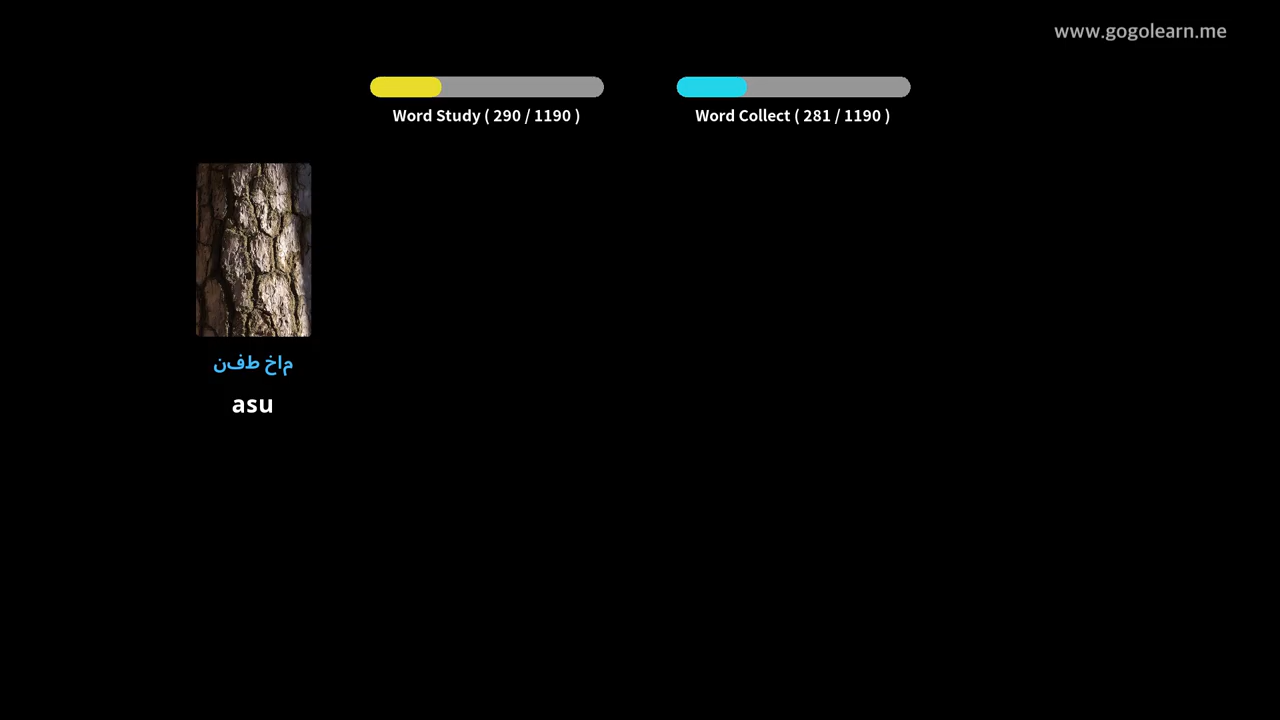 www.gogolearn.me
Word Study ( 290 / 1190 )
Word Collect ( 281 / 1190 )
ماخ طفن
asu